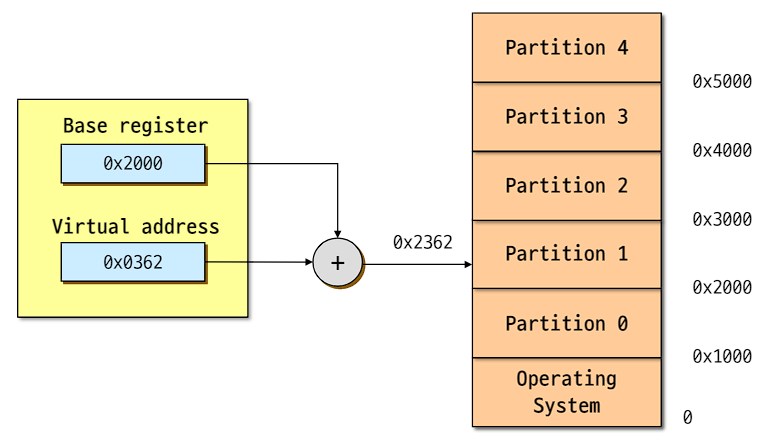 Base register
0x2000
Virtual address
0x0362
+
0x2362
Partition 4
0x5000
Partition 3
0x4000
Partition 2
0x3000
Partition 1
0x2000
Partition 0
0x1000
Operating
System
0